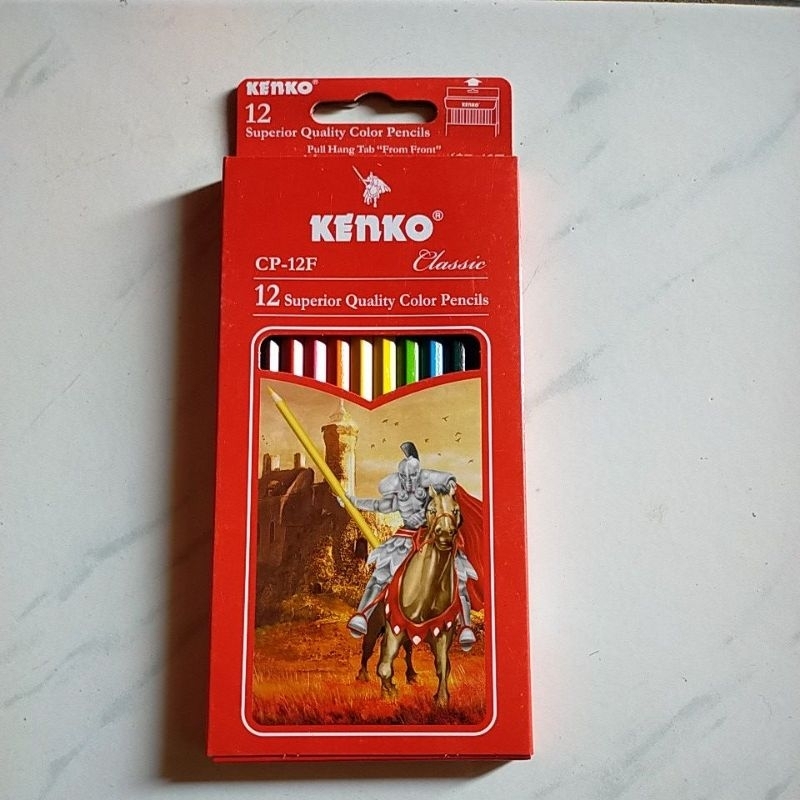 KENKO®
12
Superior Quality Color Pencils
Pull Hang Tab "From Front"
KENKO
KENKO®
CP-12F Classic
12 Superior Quality Color Pencils